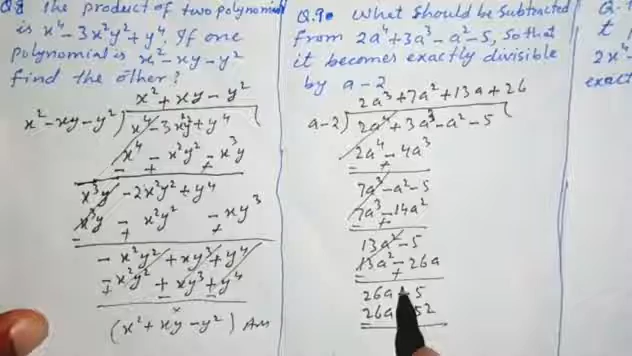 Q8 the product of two polynomial
is x⁴-3x²y²+y⁴. If one
polynomial is x²-xy-y²
find the other?
x²+xy-y²
x²-xy-y²) x⁴-3x²y²+y⁴
x⁴-x²y²-x³y
- + +
x³y-2x²y²+y⁴
x³y-x²y²-xy³
- + +
-x²y²+xy³+y⁴
-x²y²+xy³+y⁴
+ - -
x
(x²+xy-y²) Ans
Q.9. What should be subtracted
from 2a⁴+3a³-a²-5, so that
it becomes exactly divisible
by a-2
2a³+7a²+13a+26
a-2) 2a⁴+3a³-a²-5
2a⁴-4a³
- +
7a³-a²-5
7a³-14a²
- +
13a²-5
13a²-26a
- +
26a-5
26a 52
Q.1
t
2x⁴-
exact